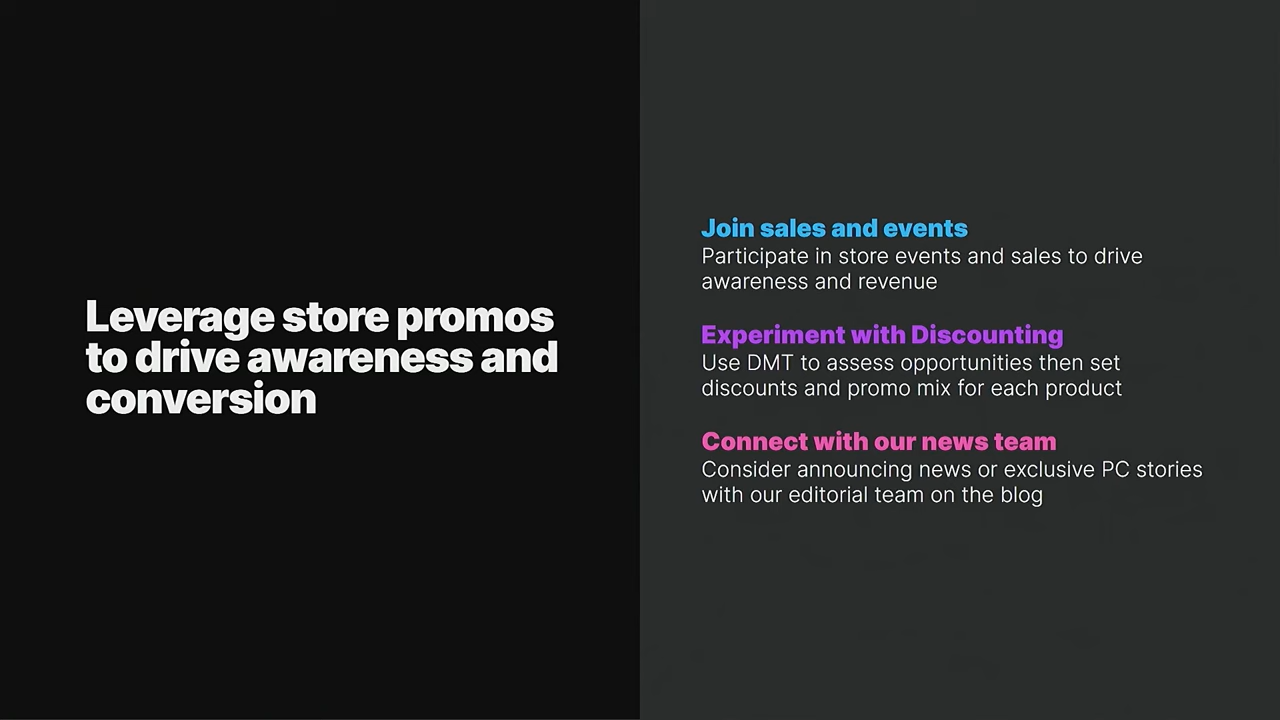 Leverage store promos
to drive awareness and
conversion
Join sales and events
Participate in store events and sales to drive
awareness and revenue
Experiment with Discounting
Use DMT to assess opportunities then set
discounts and promo mix for each product
Connect with our news team
Consider announcing news or exclusive PC stories
with our editorial team on the blog